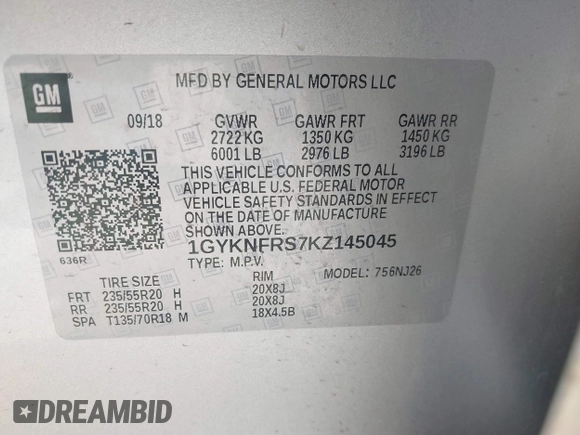 GM
MFD BY GENERAL MOTORS LLC
09/18 GVWR GAWR FRT GAWR RR
2722 KG 1350 KG 1450 KG
6001 LB 2976 LB 3196 LB
THIS VEHICLE CONFORMS TO ALL
APPLICABLE U.S. FEDERAL MOTOR
VEHICLE SAFETY STANDARDS IN EFFECT
ON THE DATE OF MANUFACTURE
SHOWN ABOVE.
1GYKNFRS7KZ145045
636R
TYPE: M.P.V. MODEL: 756NJ26
TIRE SIZE RIM
FRT 235/55R20 H 20X8J
RR 235/55R20 H 20X8J
SPA T135/70R18 M 18X4.5B
DREAMBID